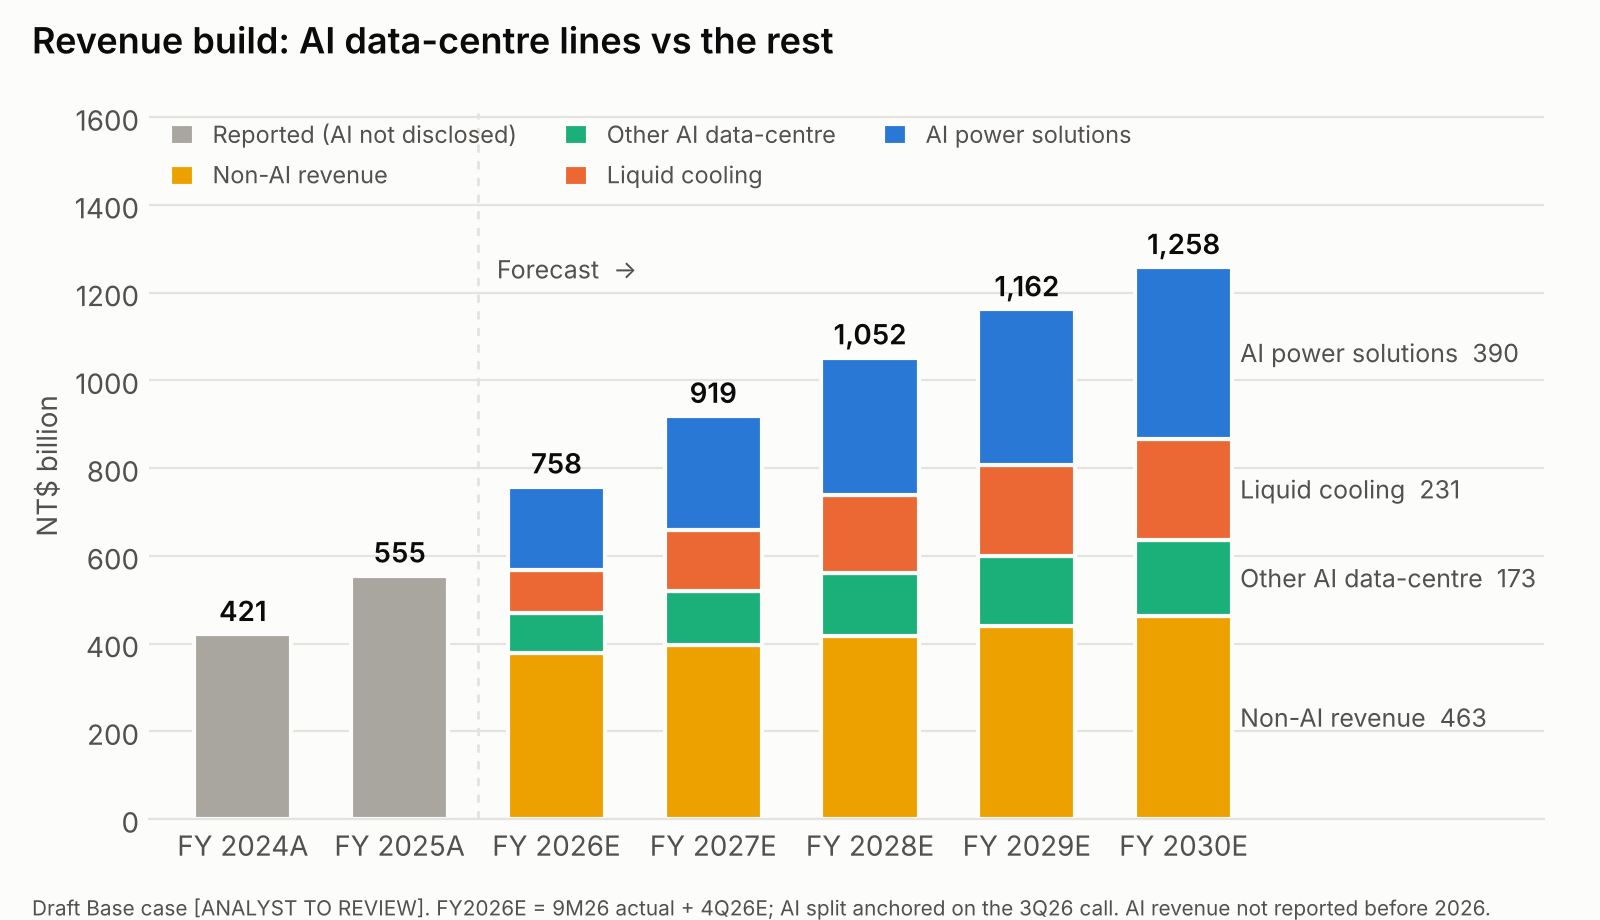 Revenue build: AI data-centre lines vs the rest
Reported (AI not disclosed)
Other AI data-centre
AI power solutions
Non-AI revenue
Liquid cooling
Forecast →
NT$ billion
1600
1400
1200
1000
800
600
400
200
0
421
555
758
919
1,052
1,162
1,258
AI power solutions 390
Liquid cooling 231
Other AI data-centre 173
Non-AI revenue 463
FY 2024A
FY 2025A
FY 2026E
FY 2027E
FY 2028E
FY 2029E
FY 2030E
Draft Base case [ANALYST TO REVIEW]. FY2026E = 9M26 actual + 4Q26E; AI split anchored on the 3Q26 call. AI revenue not reported before 2026.